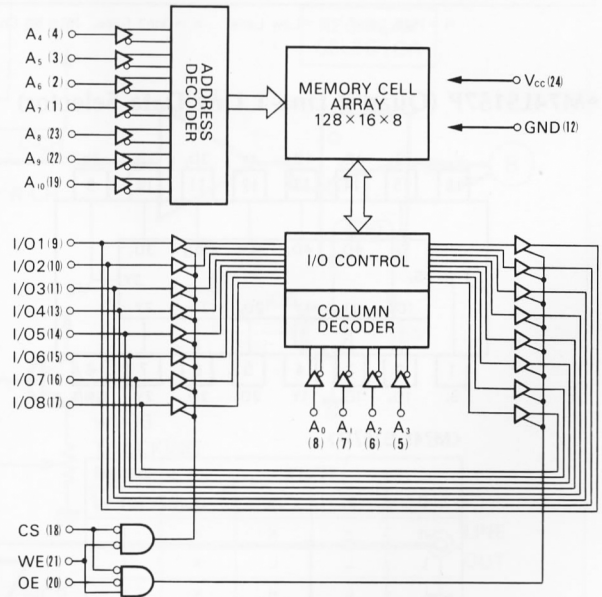 A₄ (4)
A₅ (3)
A₆ (2)
A₇ (1)
A₈ (23)
A₉ (22)
A₁₀ (19)
ADDRESS
DECODER
MEMORY CELL
ARRAY
128×16×8
Vcc (24)
GND (12)
I/O1 (9)
I/O2 (10)
I/O3 (11)
I/O4 (13)
I/O5 (14)
I/O6 (15)
I/O7 (16)
I/O8 (17)
I/O CONTROL
COLUMN
DECODER
A₀ A₁ A₂ A₃
(8) (7) (6) (5)
CS (18)
WE (21)
OE (20)